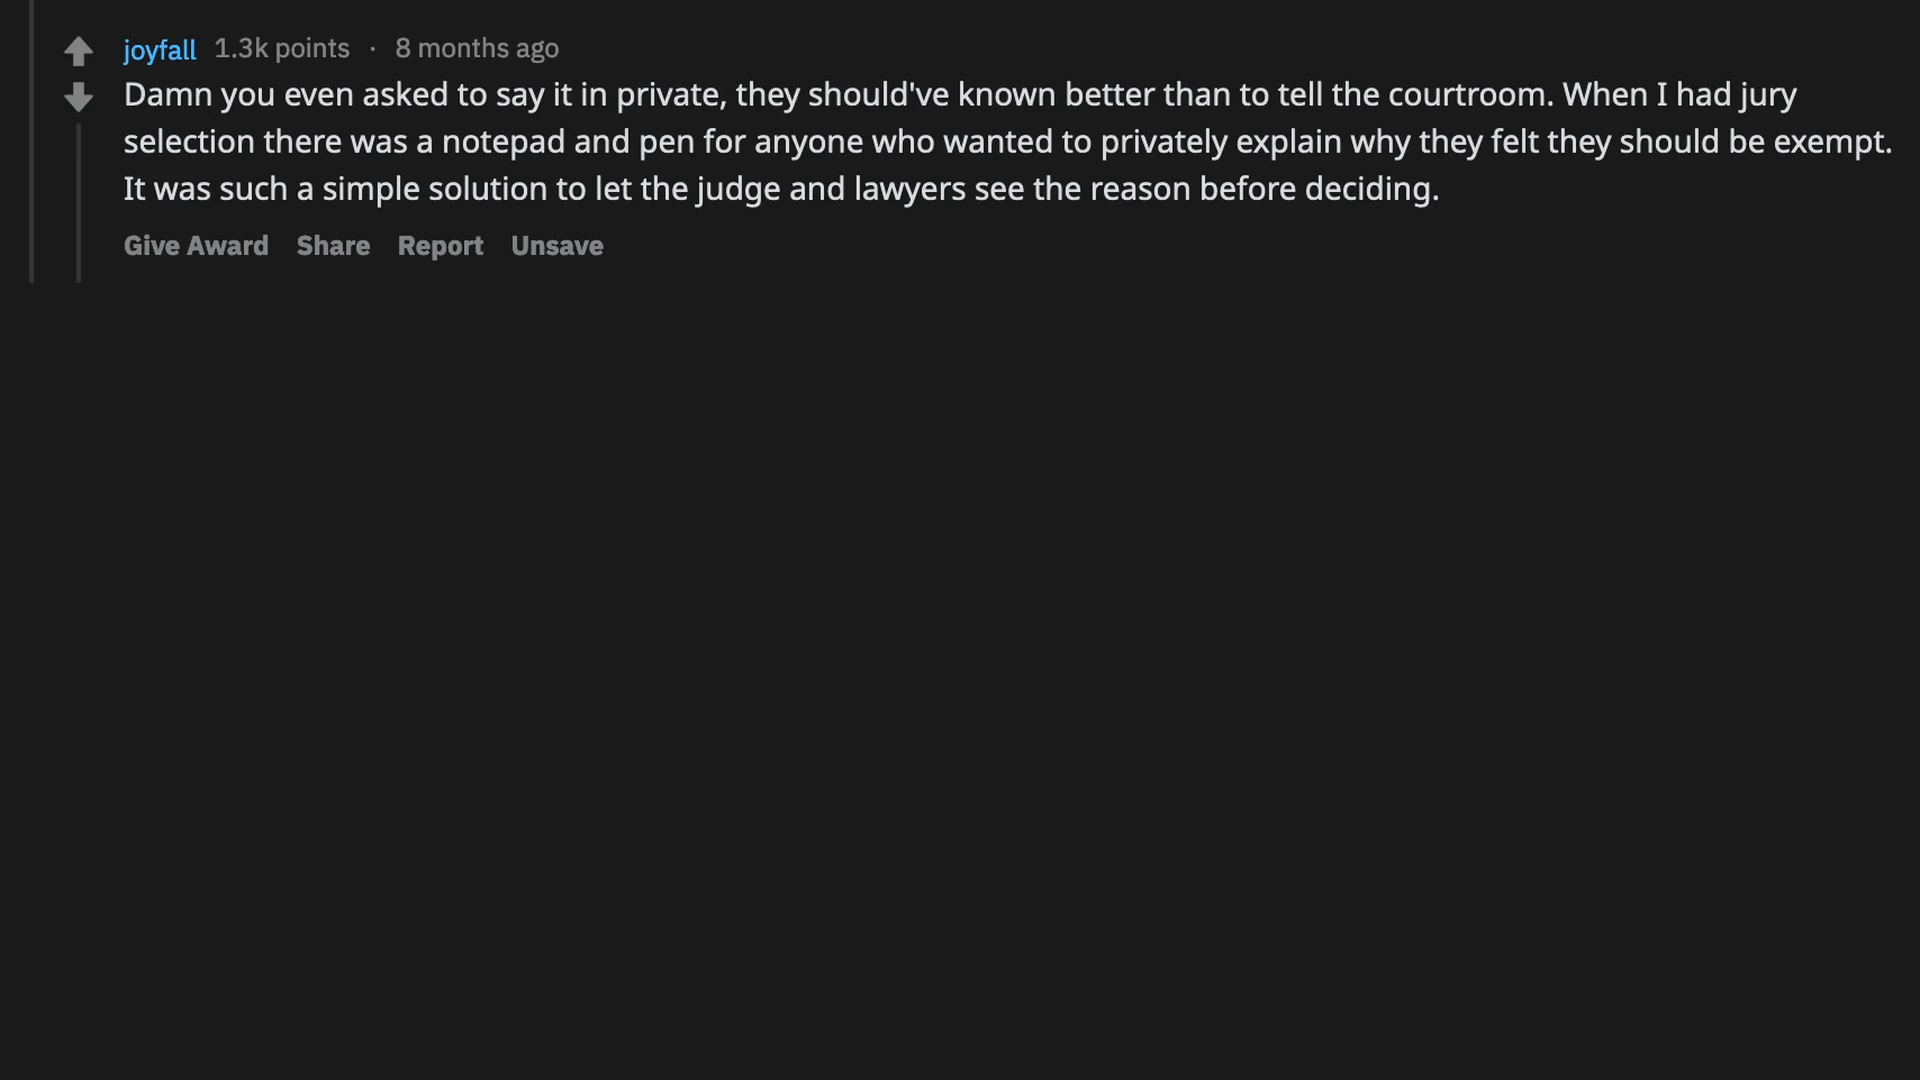 joyfall 1.3k points · 8 months ago
Damn you even asked to say it in private, they should've known better than to tell the courtroom. When I had jury
selection there was a notepad and pen for anyone who wanted to privately explain why they felt they should be exempt.
It was such a simple solution to let the judge and lawyers see the reason before deciding.
Give Award Share Report Unsave